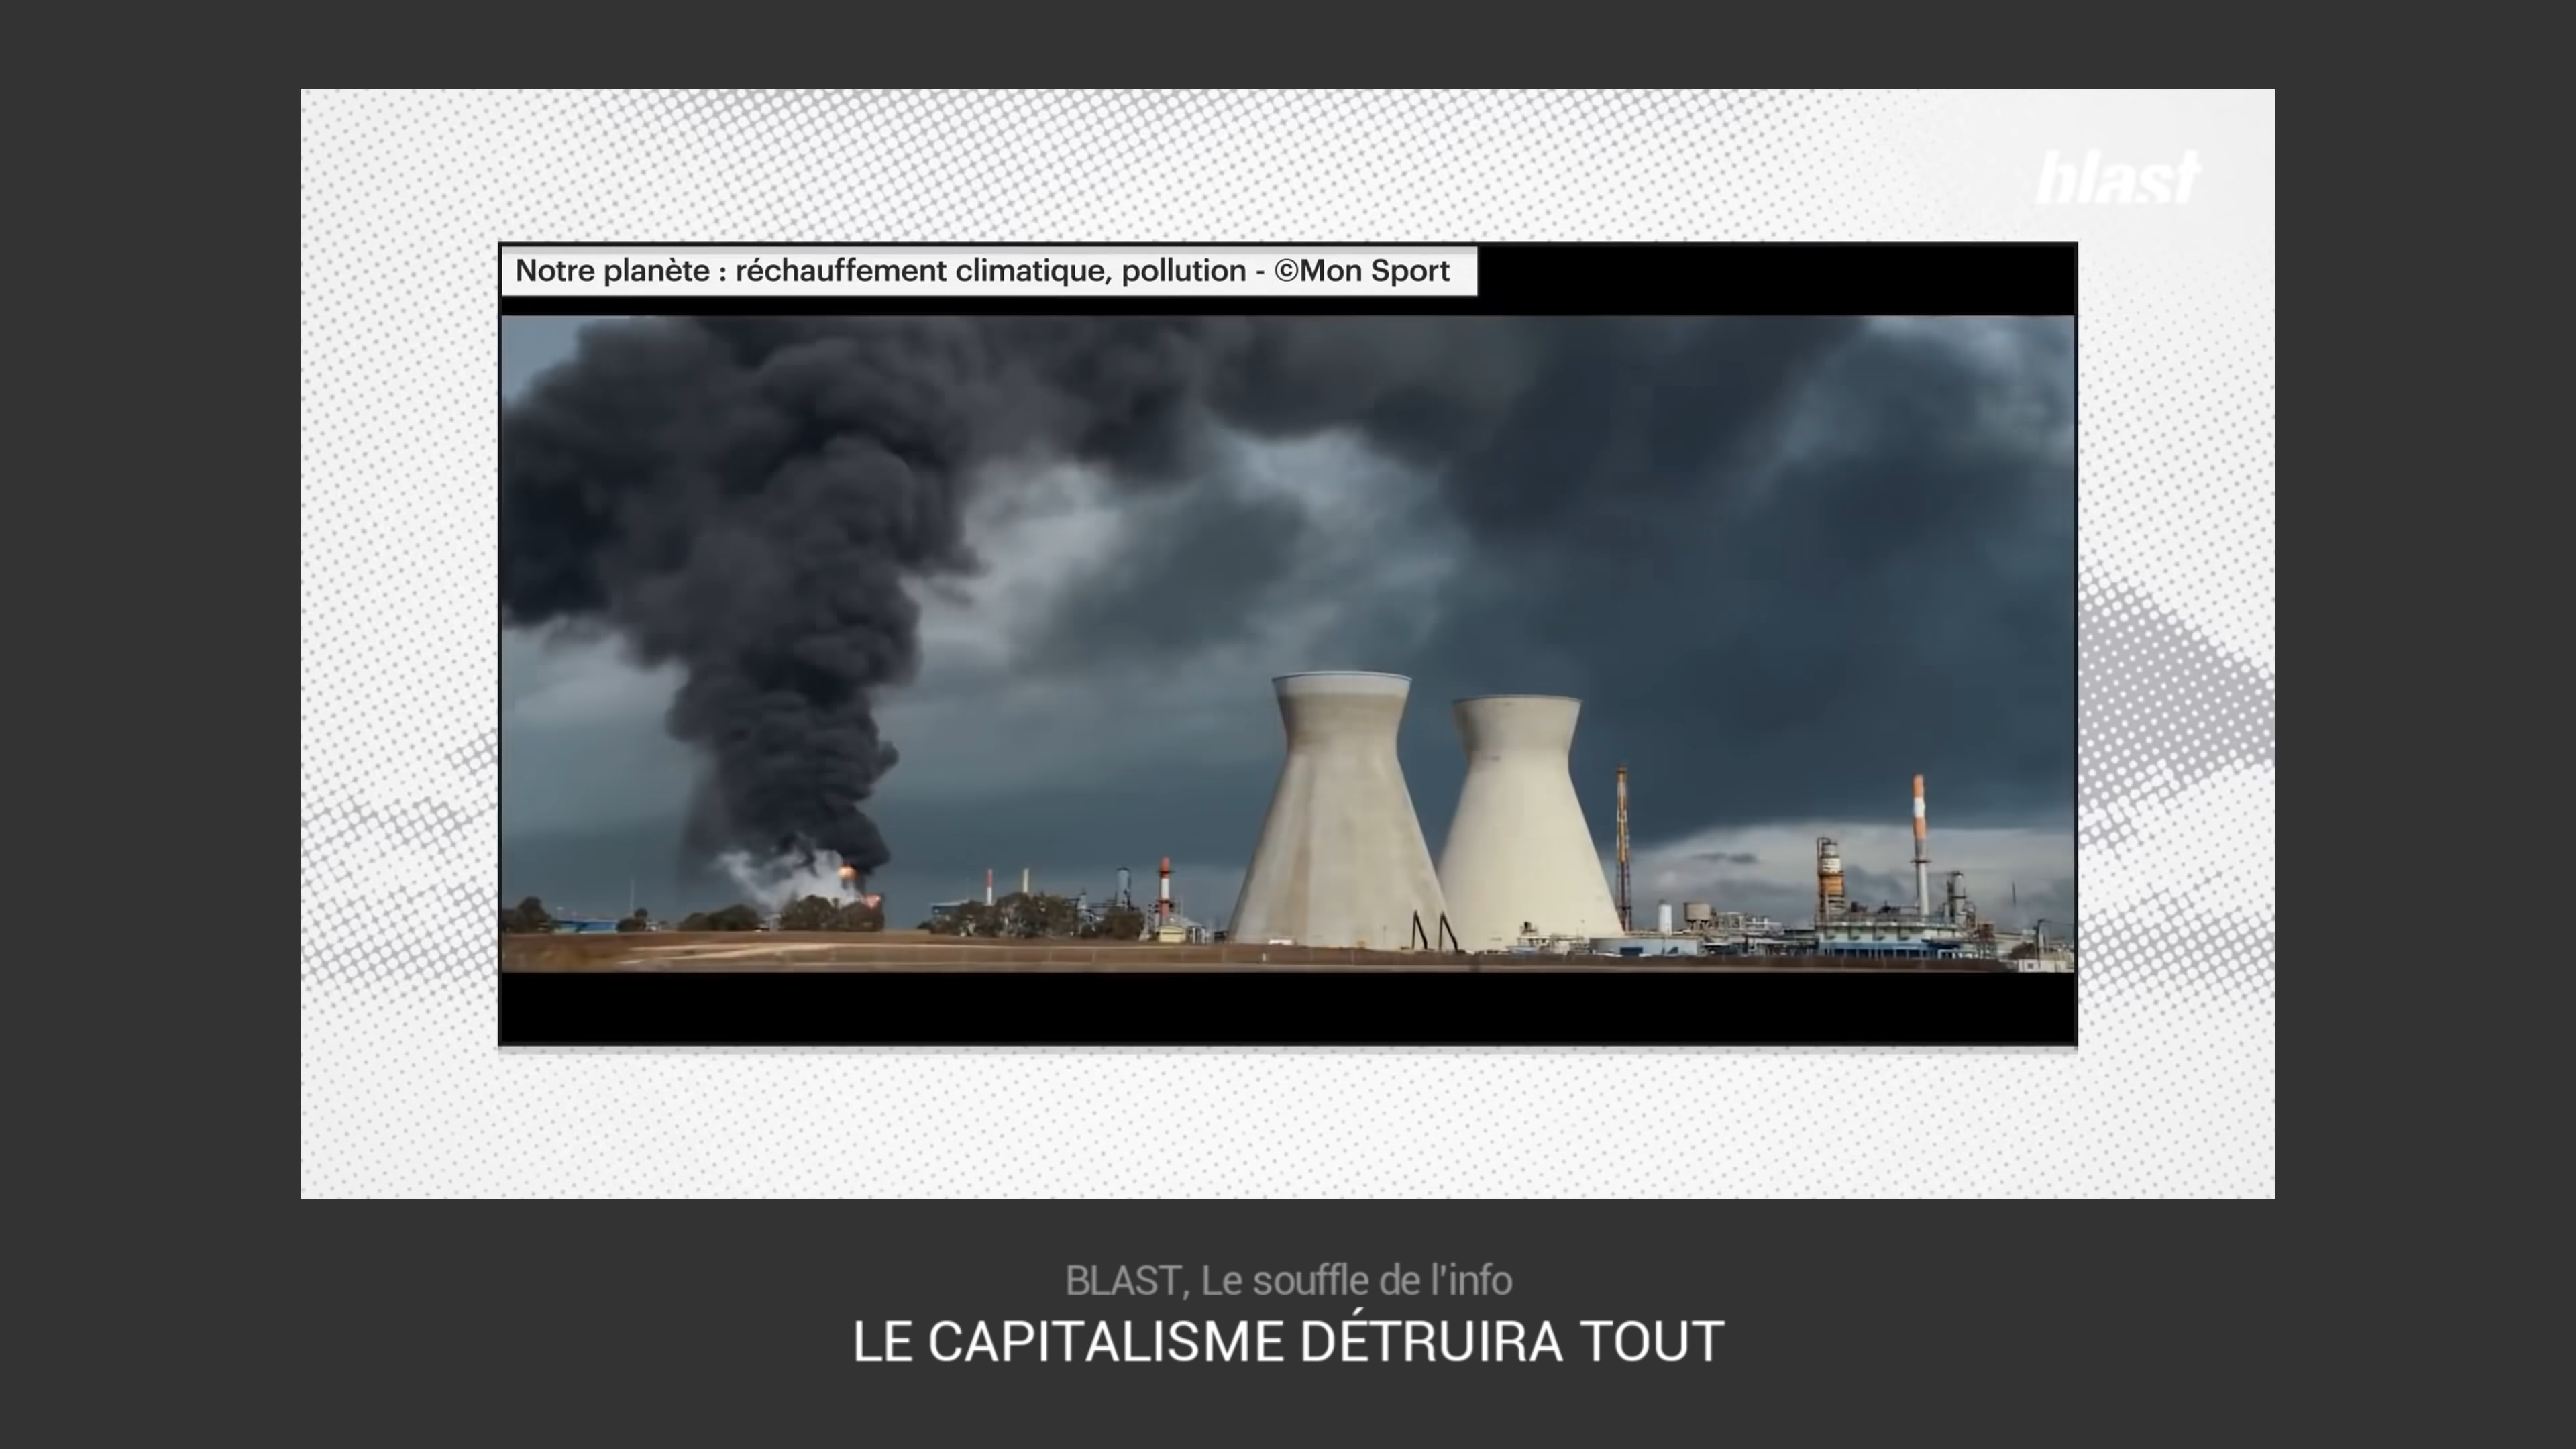 blast
Notre planète : réchauffement climatique, pollution - ©Mon Sport
BLAST, Le souffle de l'info
LE CAPITALISME DÉTRUIRA TOUT